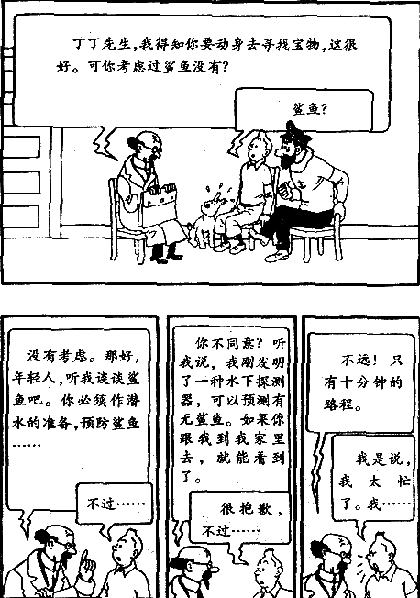 丁丁先生,我得知你要动身去寻找宝物,这很
好。可你考虑过鲨鱼没有?
鲨鱼?
没有考虑。那好,
年轻人,听我谈谈鲨
鱼吧。你必须作潜
水的准备,预防鲨鱼
……
不过……
你不同意?听
我说,我刚发明
了一种水下探测
器,可以预测有
无鲨鱼。如果你
跟我到我家里
去,就能看到
了。
很抱歉,
不过……
不远!只
有十分钟的
路程。
我是说,
我太忙
了。我……